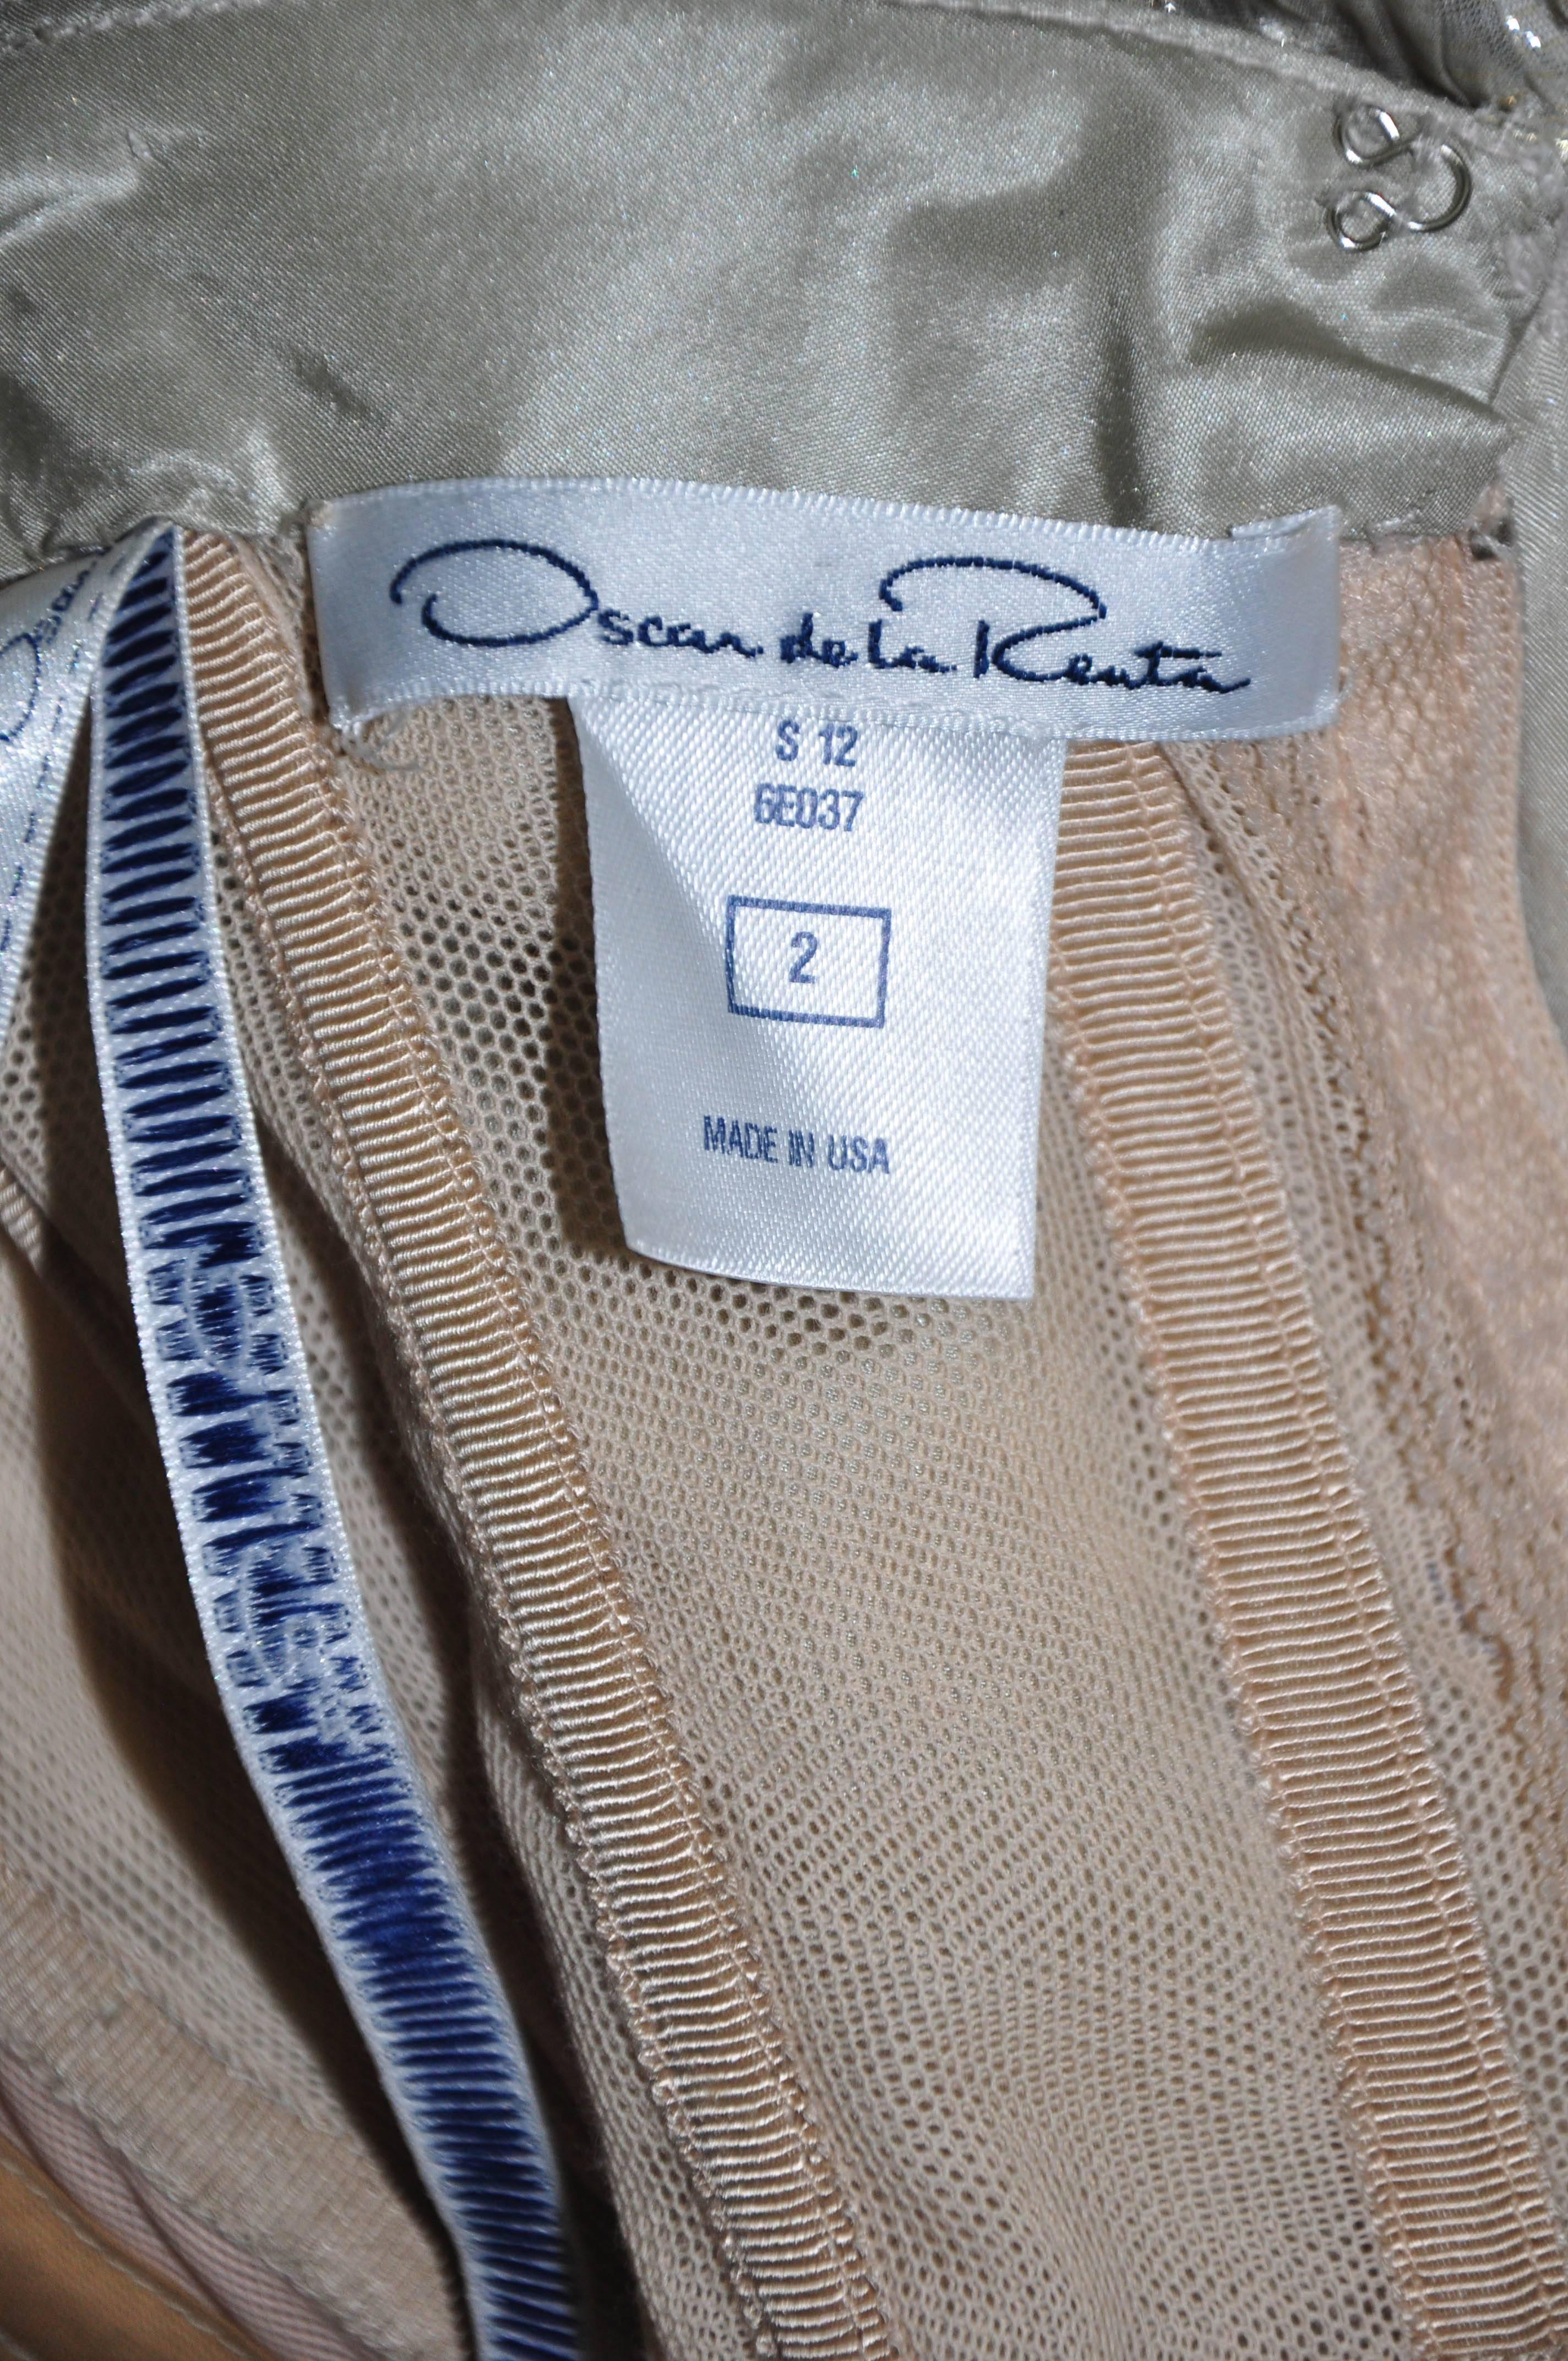 Oscar de la Renta
S 12
6E037
2
MADE IN USA